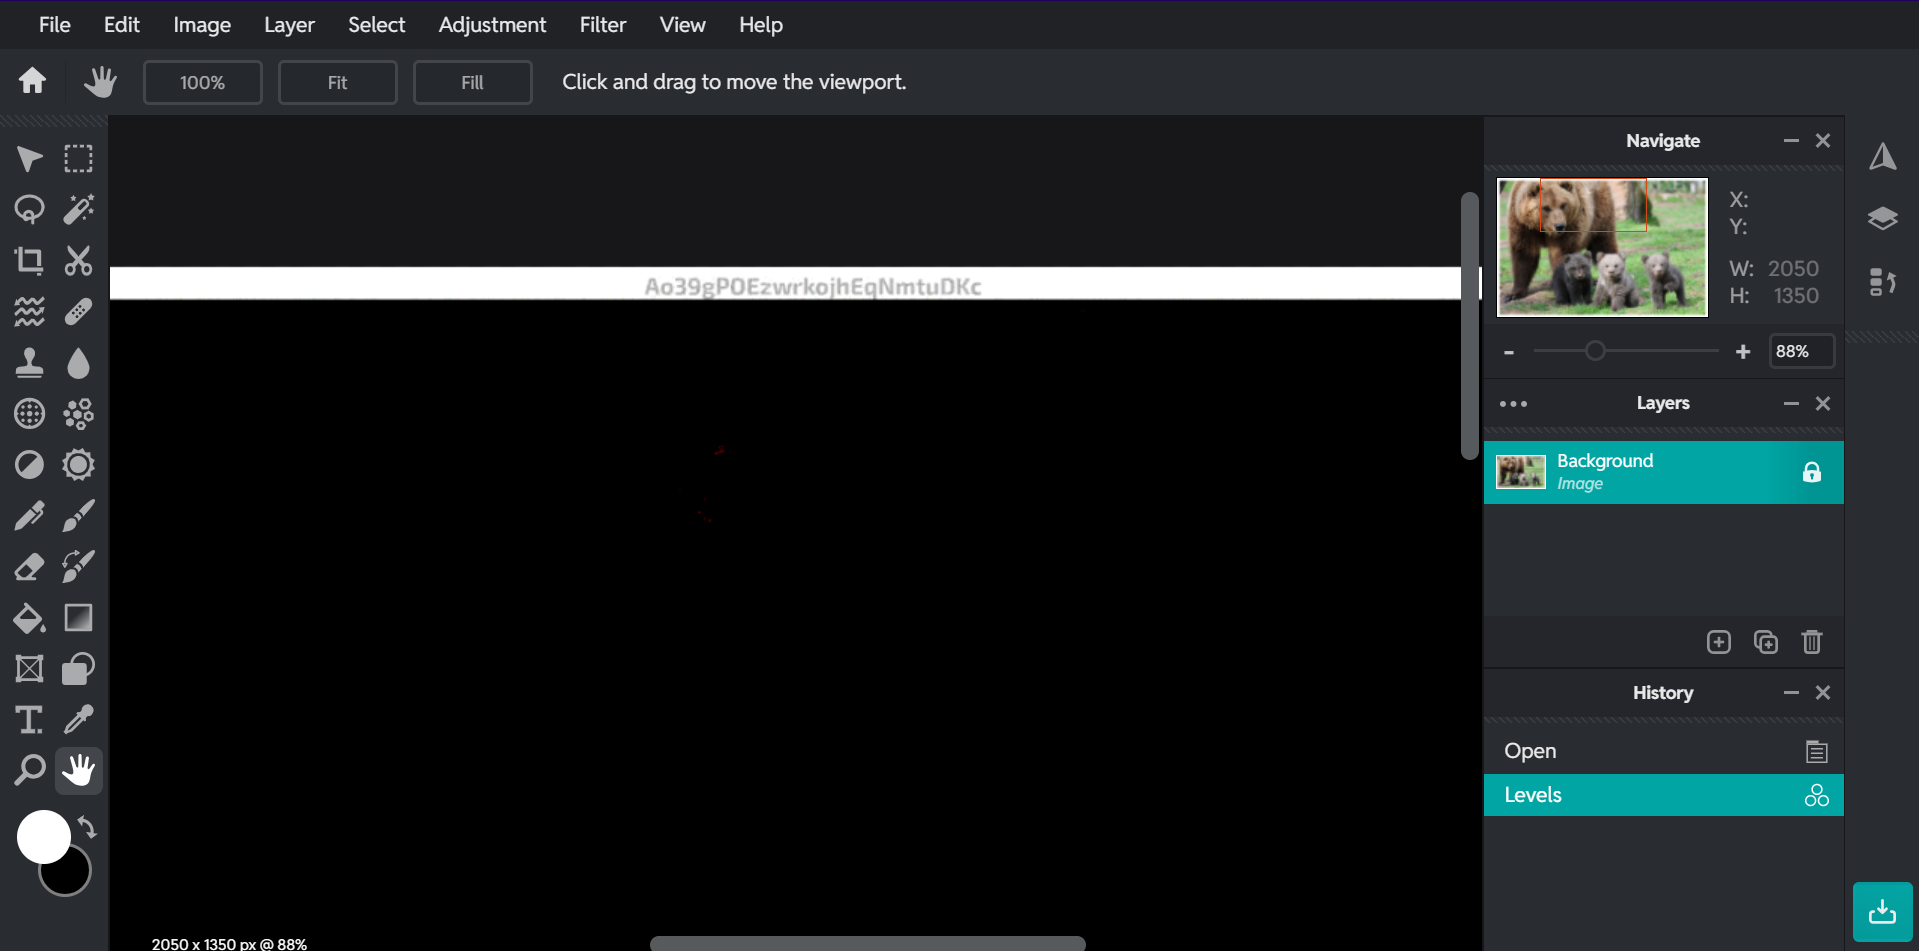 File Edit Image Layer Select Adjustment Filter View Help
100% Fit Fill Click and drag to move the viewport.
Ao39gPOEzwrkojhEqNmtuDKc
Navigate
X:
Y:
W: 2050
H: 1350
- + 88%
Layers
Background
Image
History
Open
Levels
T.
2050 x 1350 px @ 88%